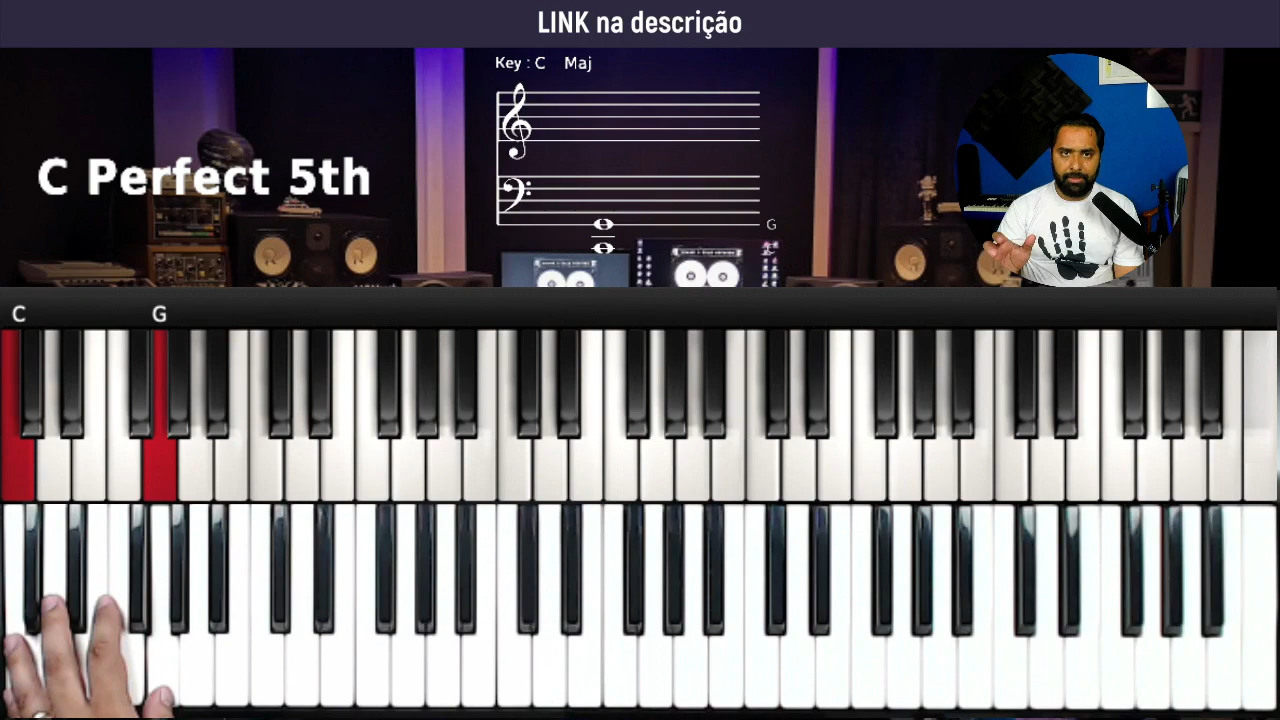 LINK na descrição
Key : C Maj
C Perfect 5th
G
C G